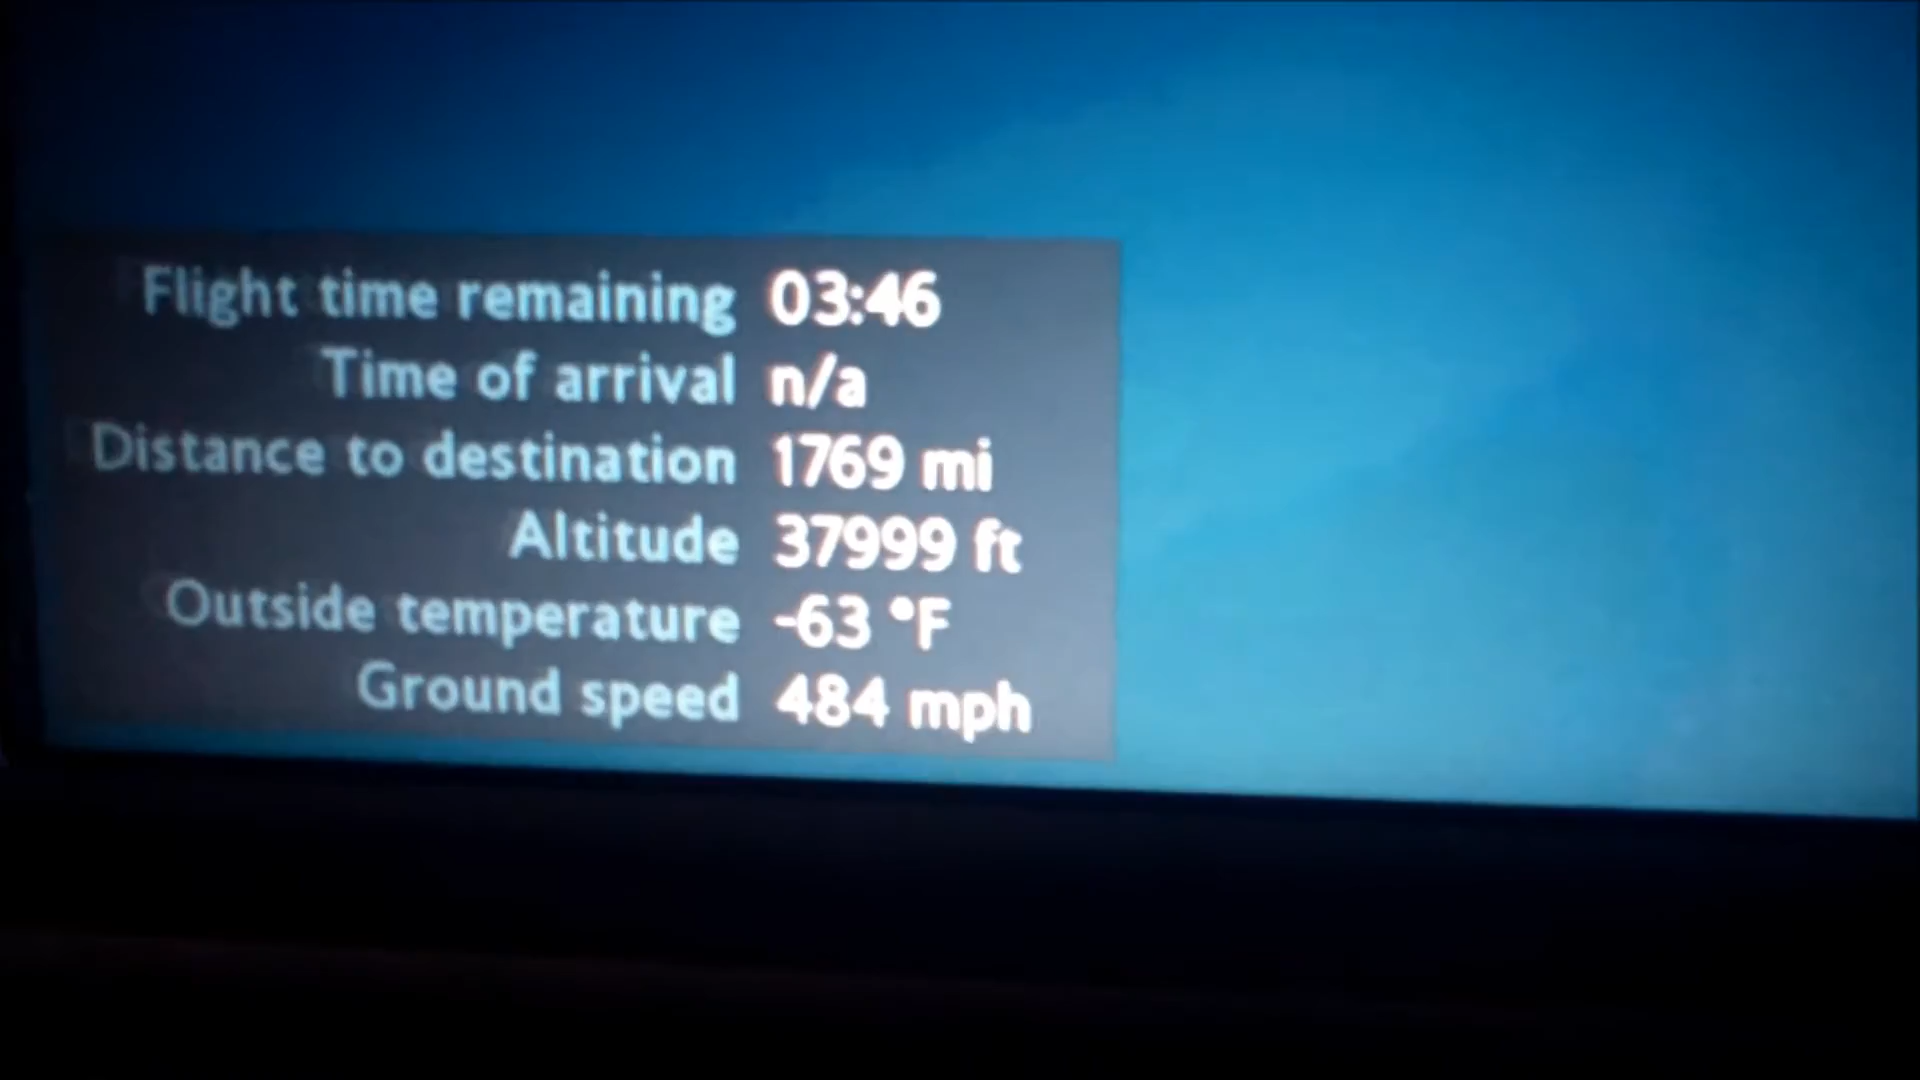 Flight time remaining 03:46
Time of arrival n/a
Distance to destination 1769 mi
Altitude 37999 ft
Outside temperature -63 °F
Ground speed 484 mph